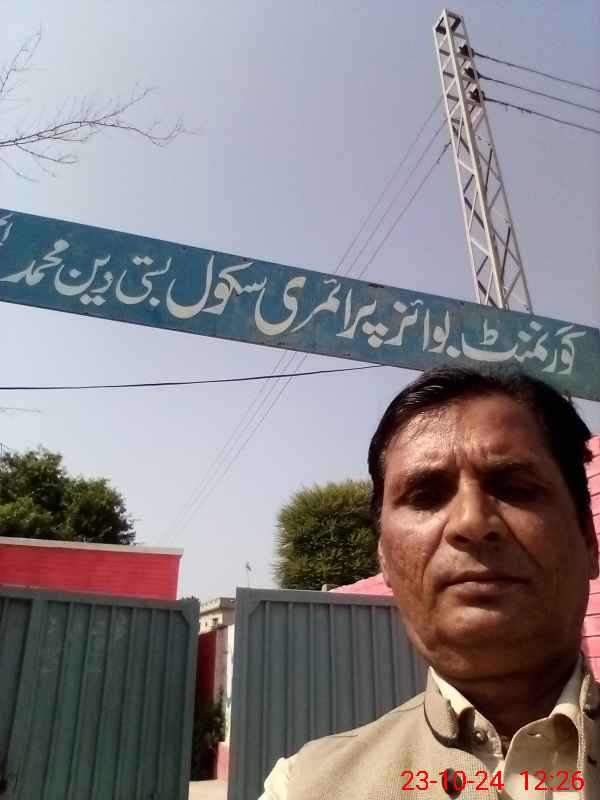 گورنمنٹ بوائز پرائمری سکول بستی دین محمد
23-10-24 12:26